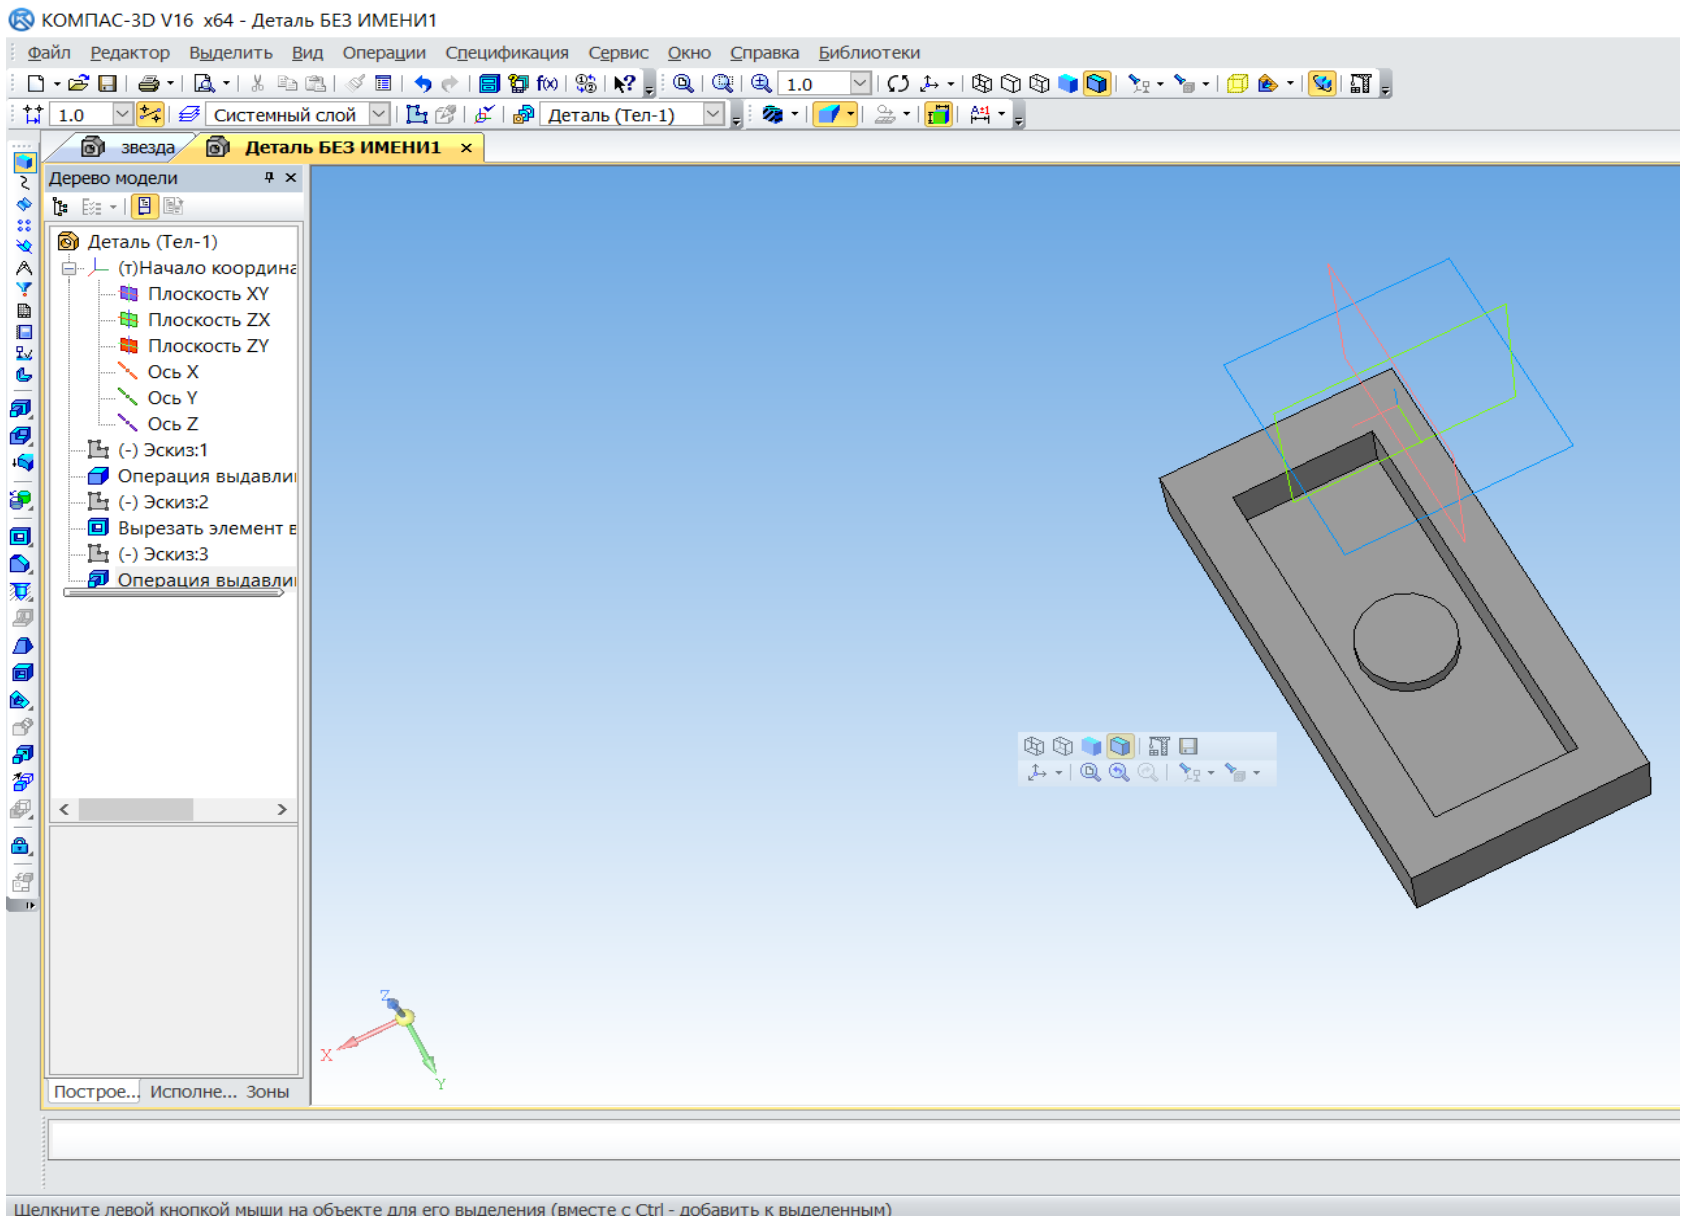 КОМПАС-3D V16 x64 - Деталь БЕЗ ИМЕНИ1
Файл Редактор Выделить Вид Операции Спецификация Сервис Окно Справка Библиотеки
f(x) 1.0
1.0 Системный слой Деталь (Тел-1)
звезда Деталь БЕЗ ИМЕНИ1
Дерево модели
Деталь (Тел-1)
(т)Начало координа
Плоскость XY
Плоскость ZX
Плоскость ZY
Ось X
Ось Y
Ось Z
(-) Эскиз:1
Операция выдавли
(-) Эскиз:2
Вырезать элемент в
(-) Эскиз:3
Операция выдавли
Z
X
Y
Построе... Исполне... Зоны
Щелкните левой кнопкой мыши на объекте для его выделения (вместе с Ctrl - добавить к выделенным)